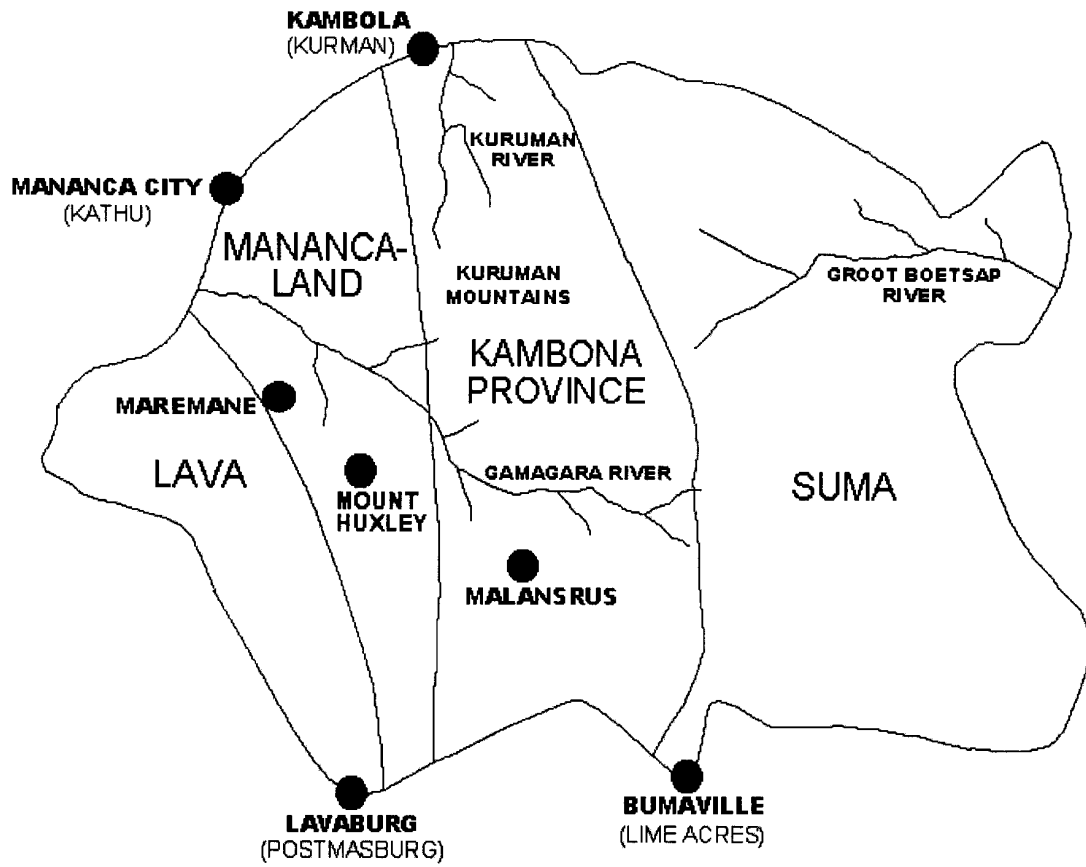 KAMBOLA
(KURMAN)
KURUMAN
RIVER
MANANCA CITY
(KATHU)
MANANCA-
LAND
KURUMAN
MOUNTAINS
GROOT BOETSAP
RIVER
KAMBONA
PROVINCE
MAREMANE
LAVA
MOUNT
HUXLEY
GAMAGARA RIVER
SUMA
MALANSRUS
LAVABURG
(POSTMASBURG)
BUMAVILLE
(LIME ACRES)